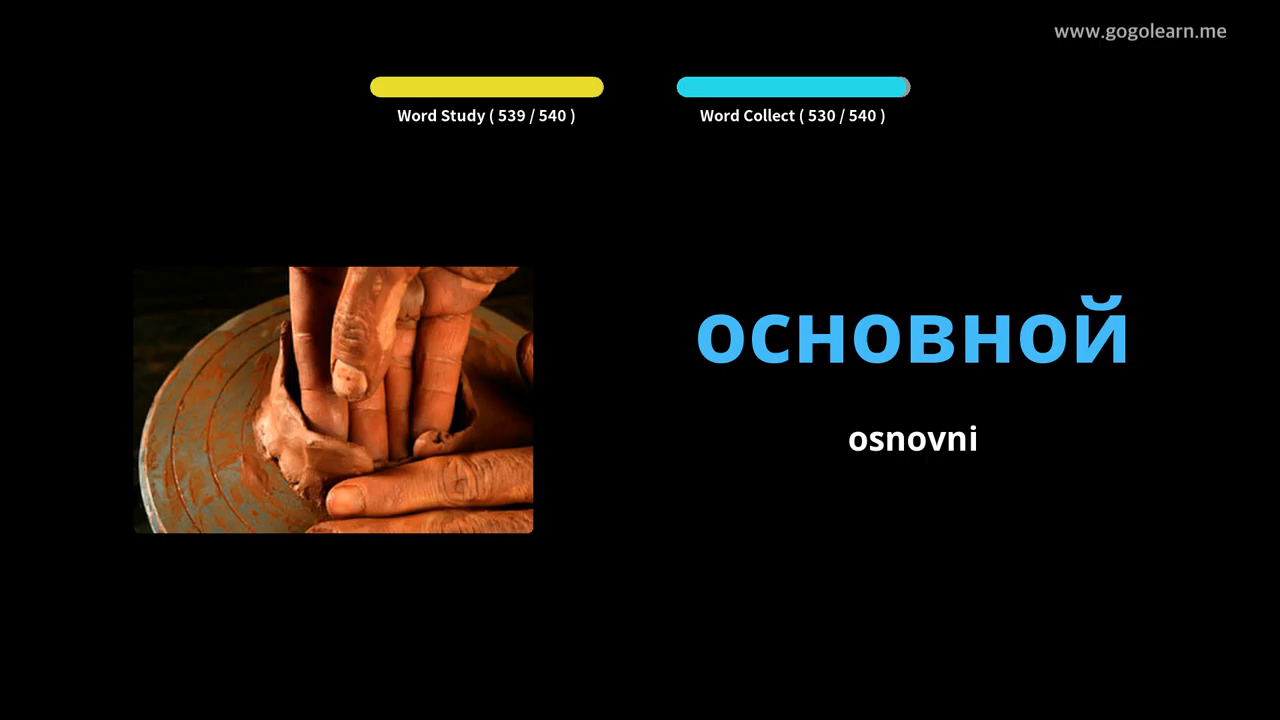 www.gogolearn.me
Word Study ( 539 / 540 )
Word Collect ( 530 / 540 )
основной
osnovni